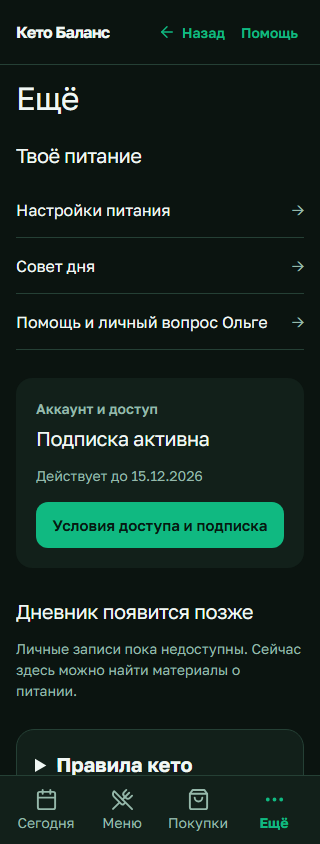 Кето Баланс
← Назад
Помощь
Ещё
Твоё питание
Настройки питания →
Совет дня →
Помощь и личный вопрос Ольге →
Аккаунт и доступ
Подписка активна
Действует до 15.12.2026
Условия доступа и подписка
Дневник появится позже
Личные записи пока недоступны. Сейчас
здесь можно найти материалы о
питании.
Правила кето
Сегодня
Меню
Покупки
Ещё